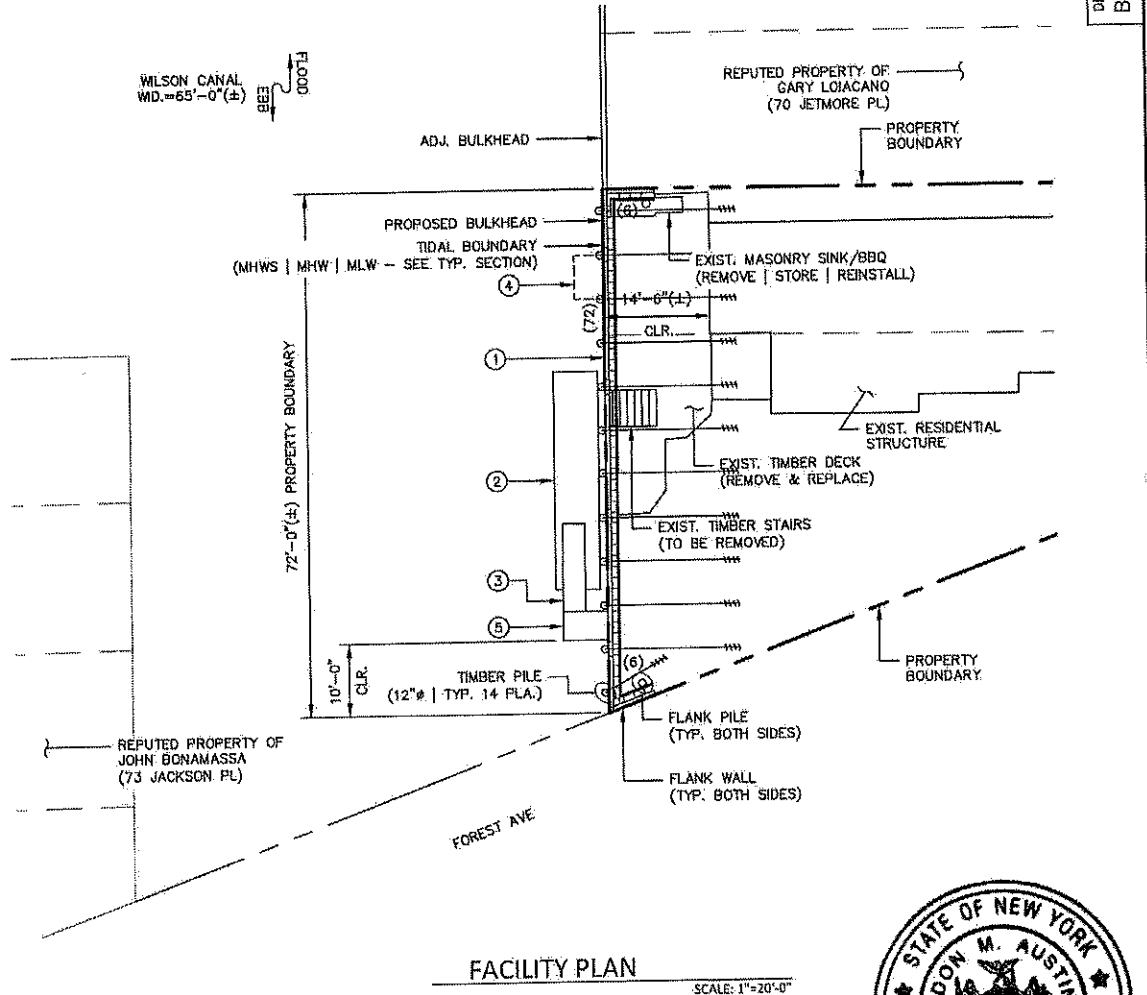 WILSON CANAL
WID.=65'-0"(±)
FLOOD
EBB
REPUTED PROPERTY OF
GARY LOIACANO
(70 JETMORE PL)
PROPERTY
BOUNDARY
ADJ. BULKHEAD
PROPOSED BULKHEAD
TIDAL BOUNDARY
(MHWS | MHW | MLW - SEE TYP. SECTION)
(6)
EXIST. MASONRY SINK/BBQ
(REMOVE | STORE | REINSTALL)
4
14'-6"(±)
CLR.
(72)
1
72'-0"(±) PROPERTY BOUNDARY
2
EXIST. RESIDENTIAL
STRUCTURE
EXIST. TIMBER DECK
(REMOVE & REPLACE)
EXIST. TIMBER STAIRS
(TO BE REMOVED)
3
5
10'-0"
CLR.
TIMBER PILE
(12"ø | TYP. 14 PLA.)
(6)
PROPERTY
BOUNDARY
FLANK PILE
(TYP. BOTH SIDES)
FLANK WALL
(TYP. BOTH SIDES)
REPUTED PROPERTY OF
JOHN BONAMASSA
(73 JACKSON PL)
FOREST AVE
FACILITY PLAN
SCALE: 1"=20'-0"
STATE OF NEW YORK
DON M. AUSTIN